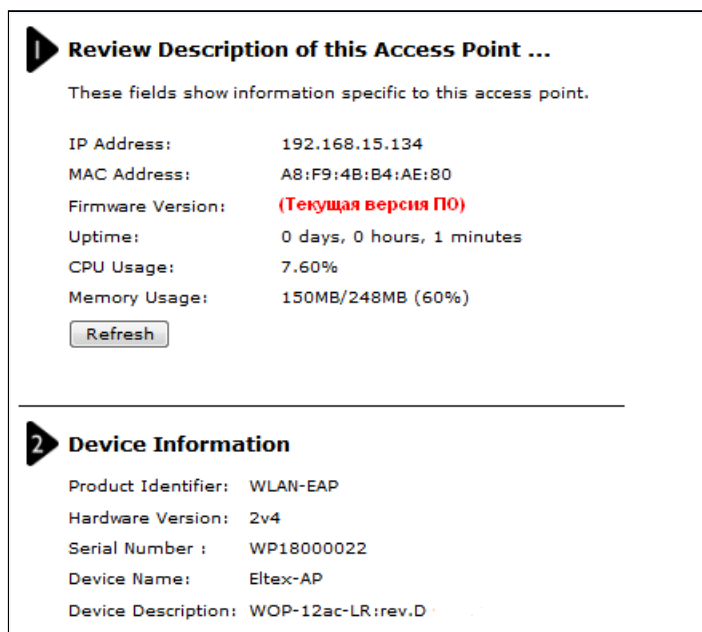 1 Review Description of this Access Point ...
These fields show information specific to this access point.
IP Address: 192.168.15.134
MAC Address: A8:F9:4B:B4:AE:80
Firmware Version: (Текущая версия ПО)
Uptime: 0 days, 0 hours, 1 minutes
CPU Usage: 7.60%
Memory Usage: 150MB/248MB (60%)
Refresh
2 Device Information
Product Identifier: WLAN-EAP
Hardware Version: 2v4
Serial Number : WP18000022
Device Name: Eltex-AP
Device Description: WOP-12ac-LR:rev.D